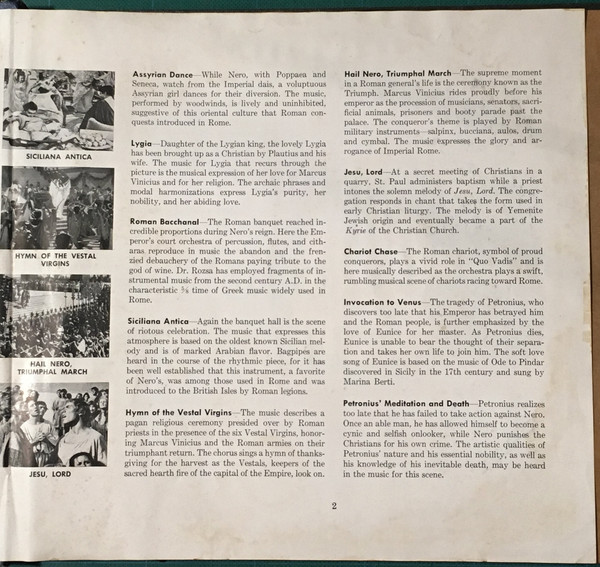 SICILIANA ANTICA
HYMN OF THE VESTAL
VIRGINS
HAIL NERO,
TRIUMPHAL MARCH
JESU, LORD
Assyrian Dance—While Nero, with Poppaea and
Seneca, watch from the Imperial dais, a voluptuous
Assyrian girl dances for their diversion. The music,
performed by woodwinds, is lively and uninhibited,
suggestive of this oriental culture that Roman con-
quests introduced in Rome.
Lygia—Daughter of the Lygian king, the lovely Lygia
has been brought up as a Christian by Plautius and his
wife. The music for Lygia that recurs through the
picture is the musical expression of her love for Marcus
Vinicius and for her religion. The archaic phrases and
modal harmonizations express Lygia's purity, her
nobility, and her abiding love.
Roman Bacchanal—The Roman banquet reached in-
credible proportions during Nero's reign. Here the Em-
peror's court orchestra of percussion, flutes, and cith-
aras reproduce in music the abandon and the fren-
zied debauchery of the Romans paying tribute to the
god of wine. Dr. Rozsa has employed fragments of in-
strumental music from the second century A.D. in the
characteristic time of Greek music widely used in
Rome.
Siciliana Antica—Again the banquet hall is the scene
of riotous celebration. The music that expresses this
atmosphere is based on the oldest known Sicilian mel-
ody and is of marked Arabian flavor. Bagpipes are
heard in the course of the rhythmic piece, for it has
been well established that this instrument, a favorite
of Nero's, was among those used in Rome and was
introduced to the British Isles by Roman legions.
Hymn of the Vestal Virgins—The music describes a
pagan religious ceremony presided over by Roman
priests in the presence of the six Vestal Virgins, honor-
ing Marcus Vinicius and the Roman armies on their
triumphant return. The chorus sings a hymn of thanks-
giving for the harvest as the Vestals, keepers of the
sacred hearth fire of the capital of the Empire, look on.
Hail Nero, Triumphal March—The supreme moment
in a Roman general's life is the ceremony known as the
Triumph. Marcus Vinicius rides proudly before his
emperor as the procession of musicians, senators, sacri-
ficial animals, prisoners and booty parade past the
palace. The conqueror's theme is played by Roman
military instruments—salpinx, bucciana, aulos, drum
and cymbal. The music expresses the glory and ar-
rogance of Imperial Rome.
Jesu, Lord—At a secret meeting of Christians in a
quarry, St. Paul administers baptism while a priest
intones the solemn melody of Jesu, Lord. The congre-
gation responds in chant that takes the form used in
early Christian liturgy. The melody is of Yemenite
Jewish origin and eventually became a part of the
Kyrie of the Christian Church.
Chariot Chase—The Roman chariot, symbol of proud
conquerors, plays a vivid role in "Quo Vadis" and is
here musically described as the orchestra plays a swift,
rumbling musical scene of chariots racing toward Rome.
Invocation to Venus—The tragedy of Petronius, who
discovers too late that his Emperor has betrayed him
and the Roman people, is further emphasized by the
love of Eunice for her master. As Petronius dies,
Eunice is unable to bear the thought of their separa-
tion and takes her own life to join him. The soft love
song of Eunice is based on the music of Ode to Pindar
discovered in Sicily in the 17th century and sung by
Marina Berti.
Petronius' Meditation and Death—Petronius realizes
too late that he has failed to take action against Nero.
Once an able man, he has allowed himself to become a
cynic and selfish onlooker, while Nero punishes the
Christians for his own crime. The artistic qualities of
Petronius' nature and his essential nobility, as well as
his knowledge of his inevitable death, may be heard
in the music for this scene.
2